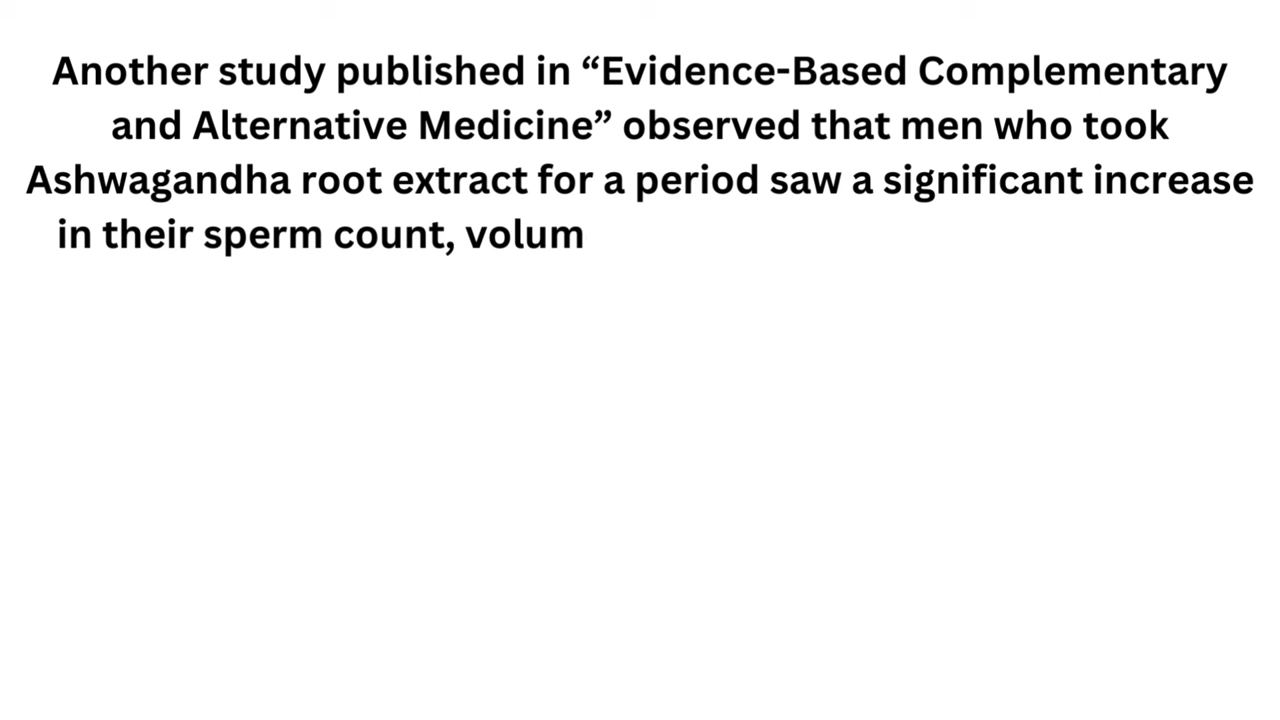 Another study published in “Evidence-Based Complementary
and Alternative Medicine” observed that men who took
Ashwagandha root extract for a period saw a significant increase
in their sperm count, volum